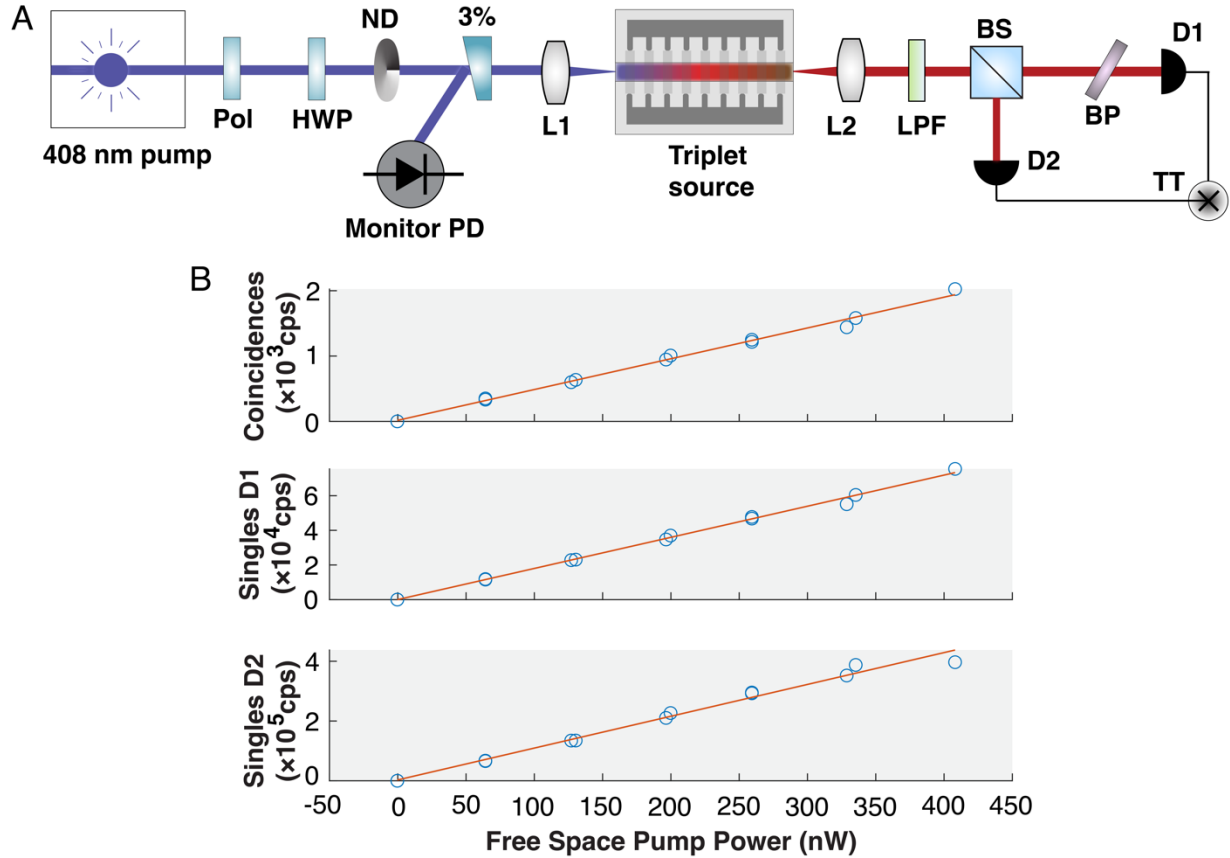 A
ND
3%
BS
D1
Pol
HWP
L1
L2
LPF
BP
408 nm pump
Triplet
source
D2
TT
Monitor PD
B
Coincidences
(×10³cps)
2
1
0
Singles D1
(×10⁴cps)
6
4
2
0
Singles D2
(×10⁵cps)
4
2
0
-50 0 50 100 150 200 250 300 350 400 450
Free Space Pump Power (nW)